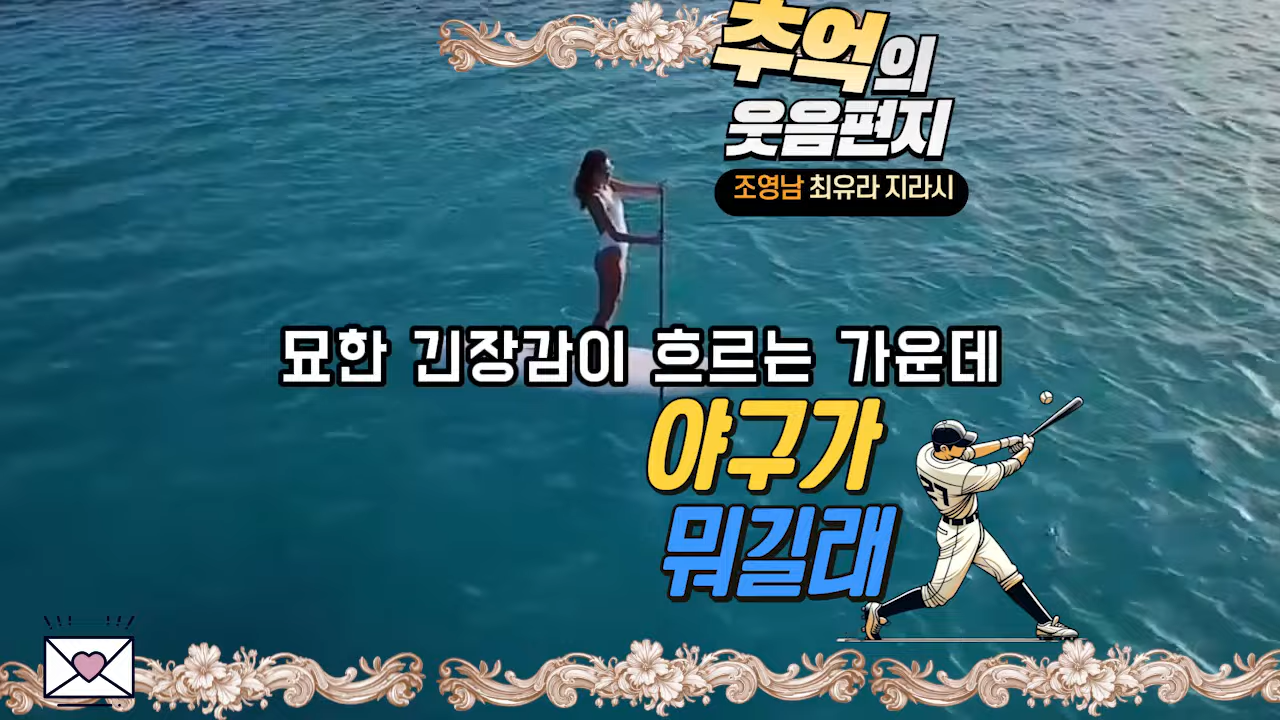 추억의
웃음편지
조영남 최유라 지라시
묘한 긴장감이 흐르는 가운데
야구가
뭐길래
27